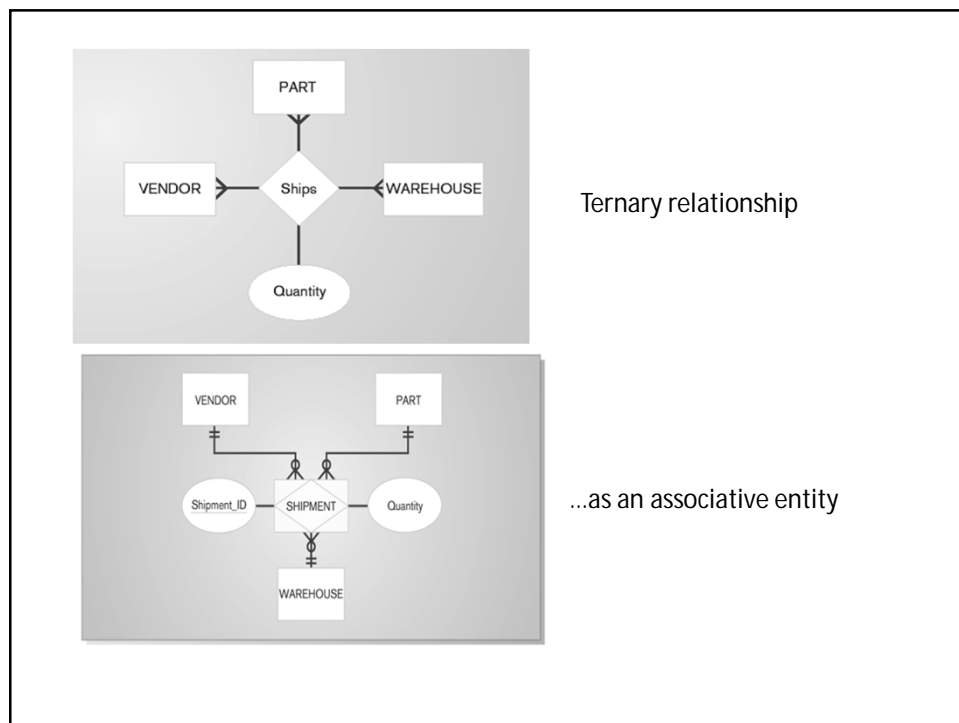 PART
VENDOR
Ships
WAREHOUSE
Quantity
Ternary relationship
VENDOR
PART
Shipment_ID
SHIPMENT
Quantity
WAREHOUSE
...as an associative entity